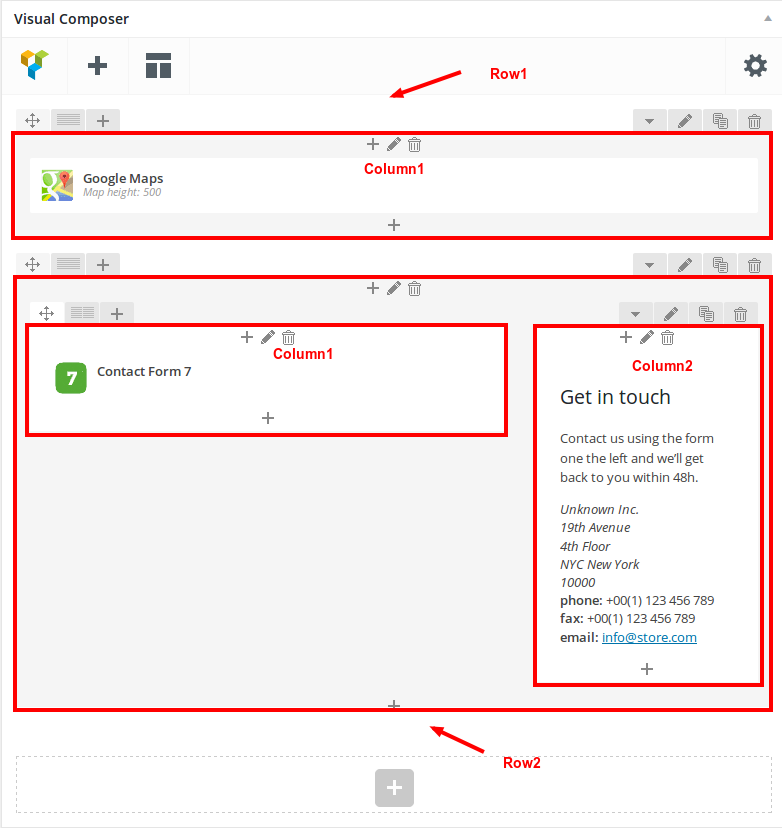 Visual Composer
Row1
Column1
Google Maps
Map height: 500
Column1
7
Contact Form 7
Column2
Get in touch
Contact us using the form
one the left and we'll get
back to you within 48h.
Unknown Inc.
19th Avenue
4th Floor
NYC New York
10000
phone: +00(1) 123 456 789
fax: +00(1) 123 456 789
email: info@store.com
Row2